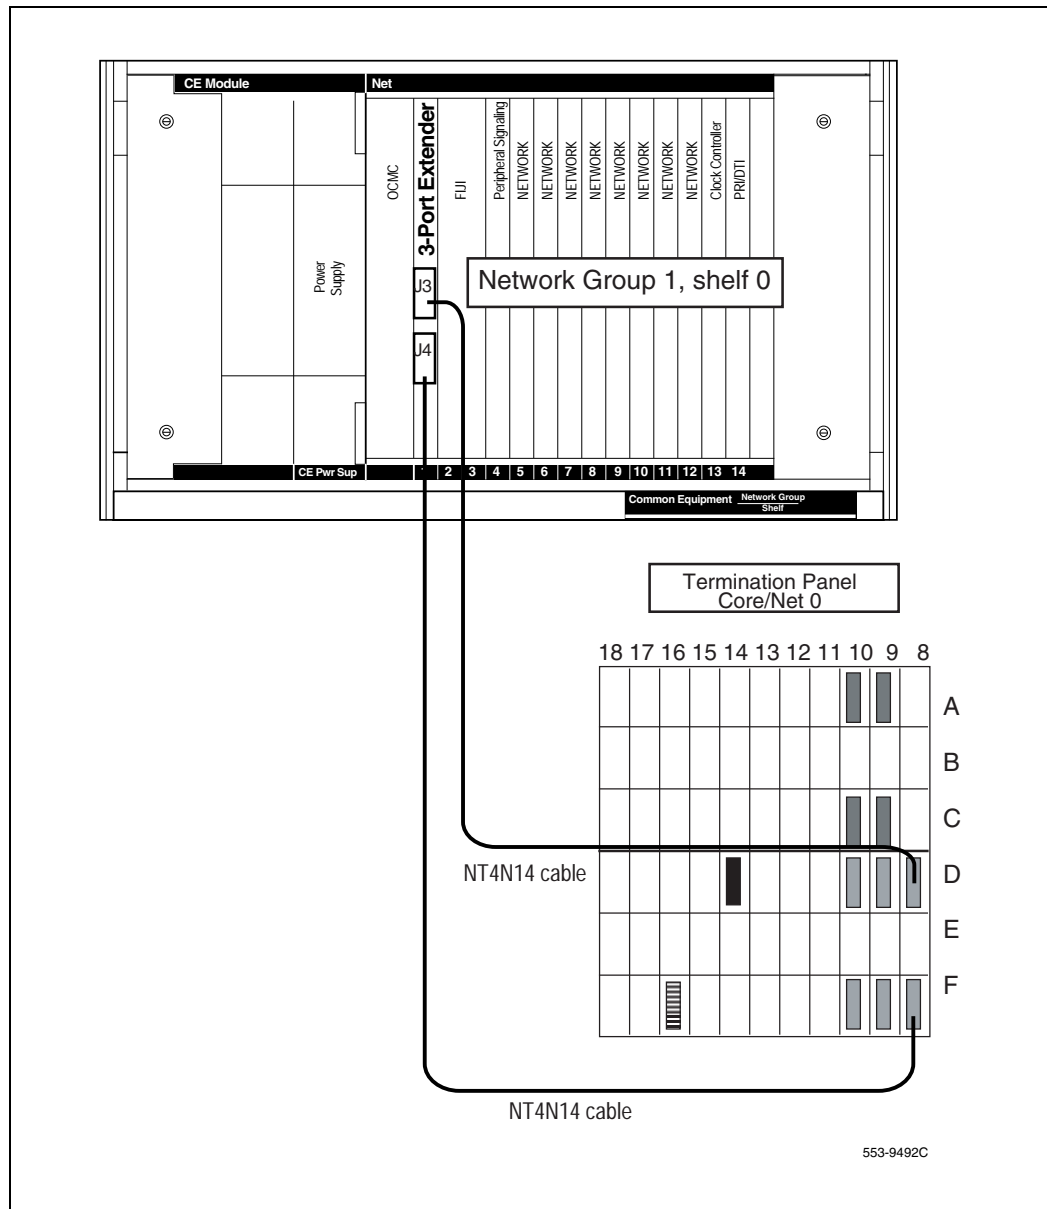 CE Module
Net
OCMC
3-Port Extender
FIJI
Peripheral Signaling
NETWORK
NETWORK
NETWORK
NETWORK
NETWORK
NETWORK
NETWORK
NETWORK
Clock Controller
PRI/DTI
Power
Supply
J3
Network Group 1, shelf 0
J4
CE Pwr Sup
1 2 3 4 5 6 7 8 9 10 11 12 13 14
Common Equipment
Network Group
Shelf
Termination Panel
Core/Net 0
18 17 16 15 14 13 12 11 10 9 8
A
B
C
D
E
F
NT4N14 cable
NT4N14 cable
553-9492C